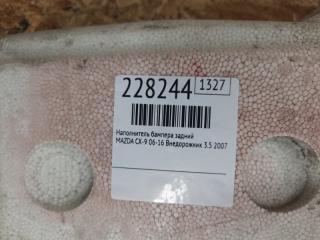 228244 1327
Наполнитель бампера задний
MAZDA CX-9 06-16 Внедорожник 3.5 2007